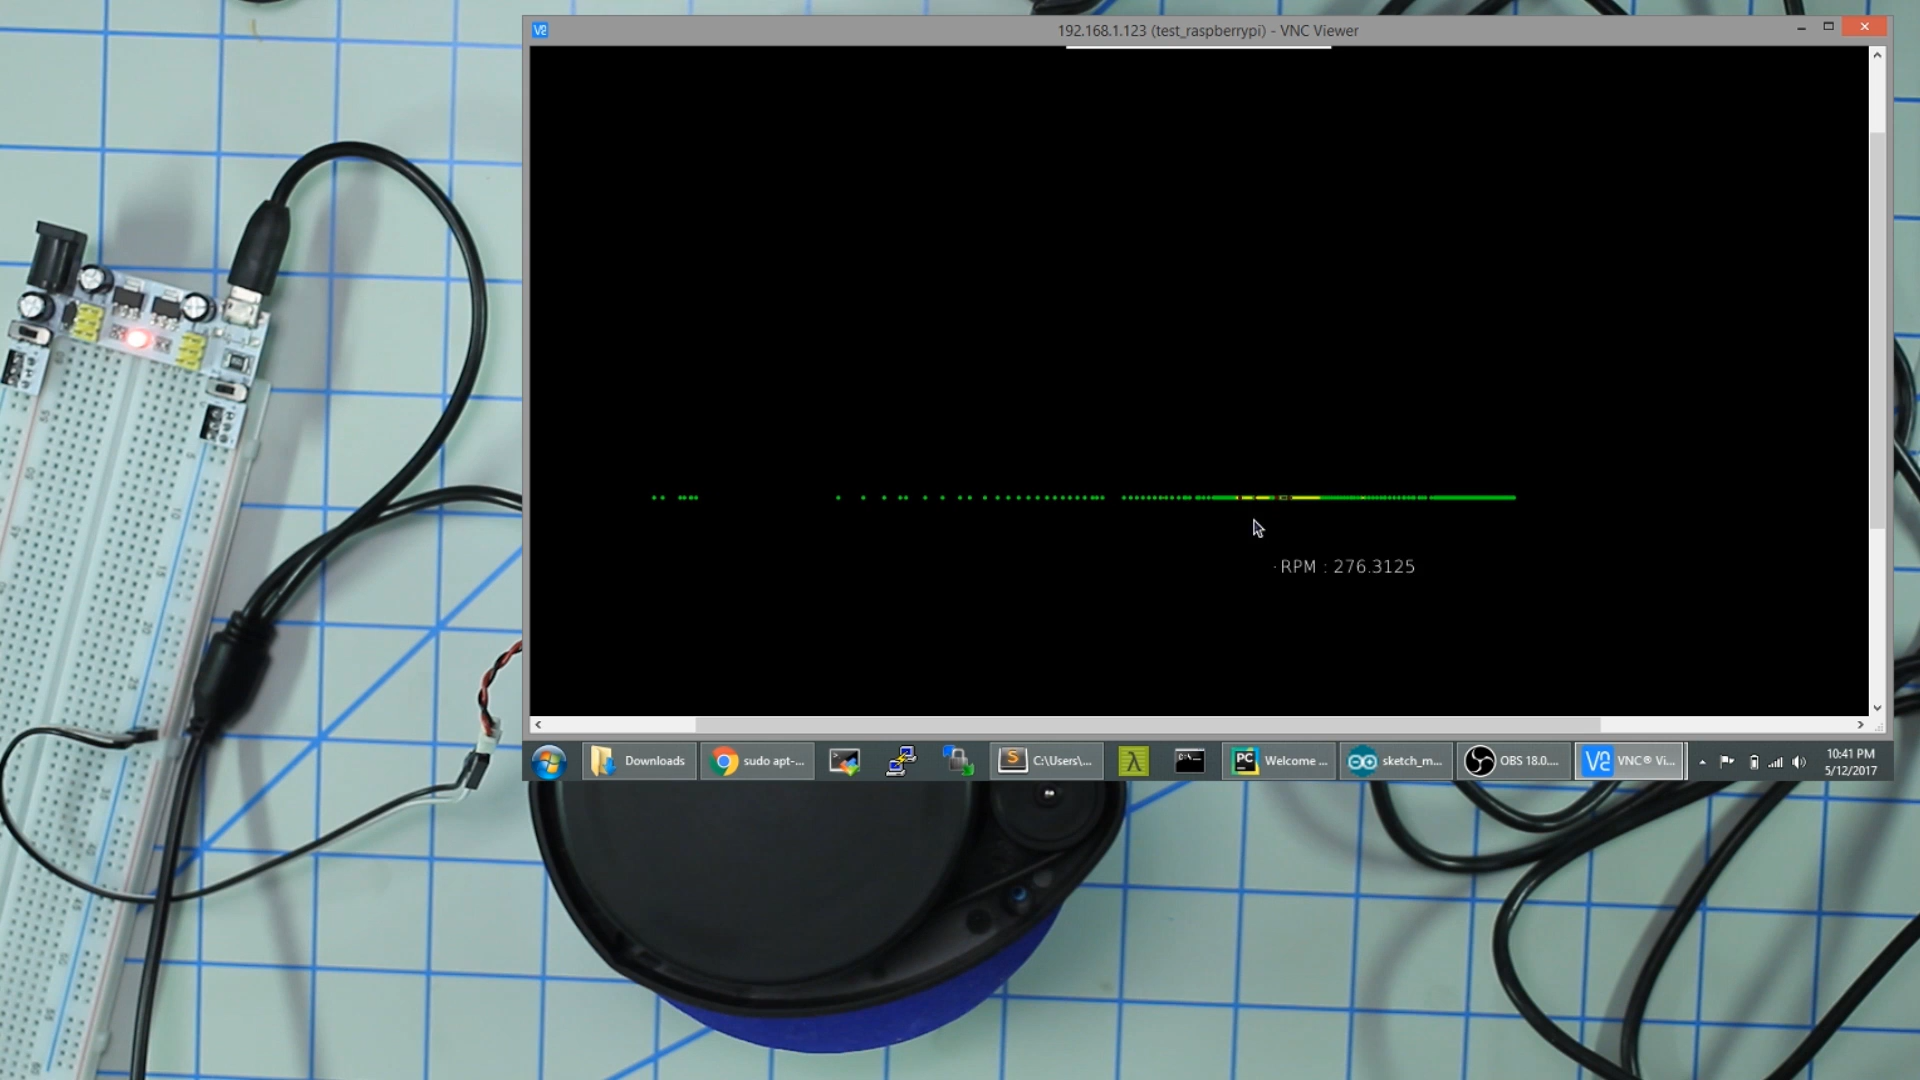 192.168.1.123 (test_raspberrypi) - VNC Viewer
RPM : 276.3125
Downloads
sudo apt-...
C:\Users\...
Welcome ...
sketch_m...
OBS 18.0....
VNC® Vi...
10:41 PM
5/12/2017